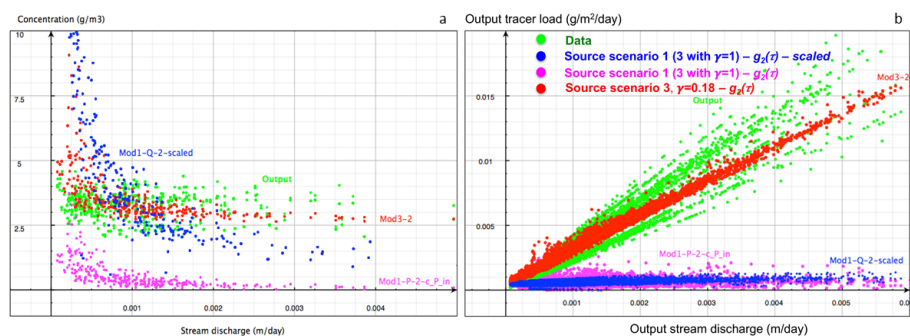 Concentration (g/m3)
a
10
7.5
5
2.5
Mod1-Q-2-scaled
Output
Mod3-2
Mod1-P-2-c_P_in
0.001
0.002
0.003
0.004
Stream discharge (m/day)
Output tracer load (g/m²/day)
b
Data
Source scenario 1 (3 with γ=1) – g₂(τ) – scaled
Source scenario 1 (3 with γ=1) – g₂(τ)
Source scenario 3, γ=0.18 – g₂(τ)
0.015
0.01
0.005
Mod3-2
Output
Mod1-P-2-c_P_in
Mod1-Q-2-scaled
0.001
0.002
0.003
0.004
0.005
0.0
Output stream discharge (m/day)